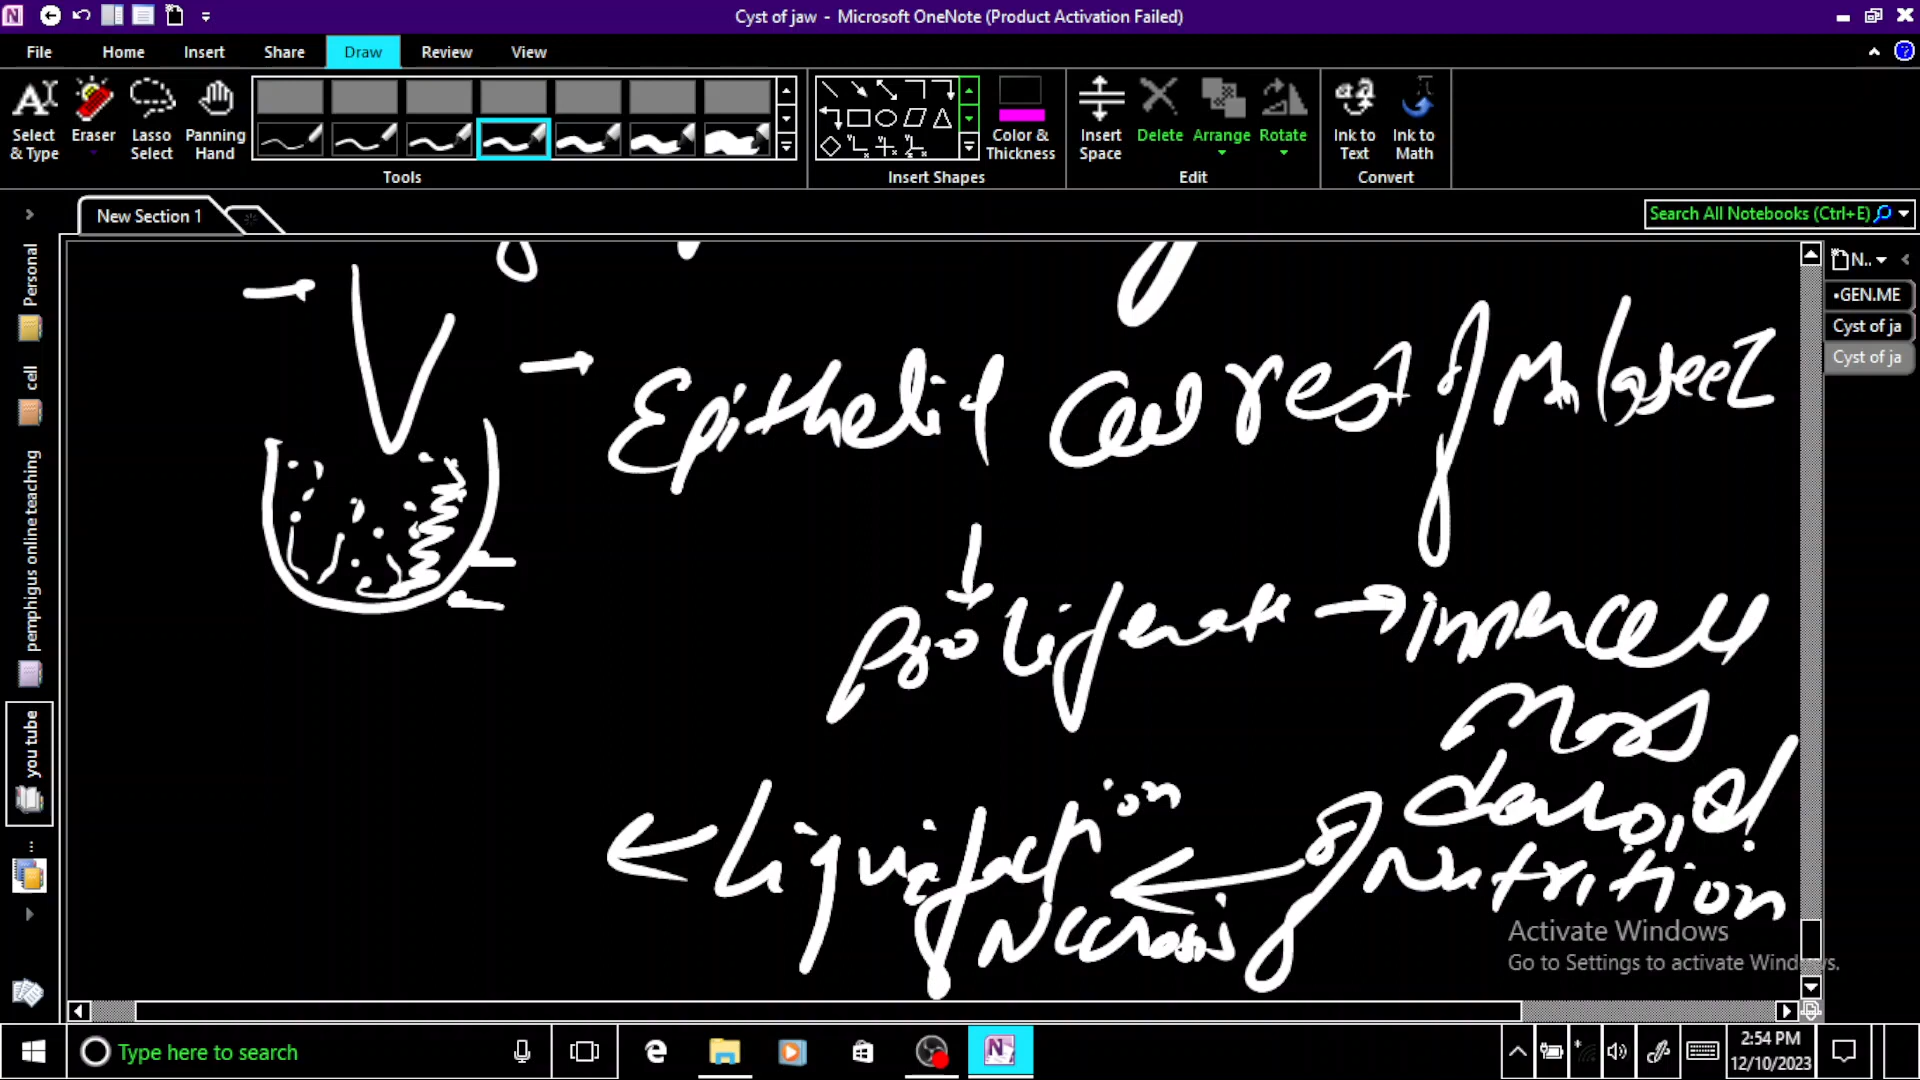 Cyst of jaw - Microsoft OneNote (Product Activation Failed)
File Home Insert Share Draw Review View
Select & Type
Eraser
Lasso Select
Panning Hand
Color & Thickness
Insert Space
Delete
Arrange
Rotate
Ink to Text
Ink to Math
Tools
Insert Shapes
Edit
Convert
New Section 1
Search All Notebooks (Ctrl+E)
N..
•GEN.ME
Cyst of ja
Cyst of ja
Personal
cell
pemphigus online teaching
you tube
→ Epithelial Cell rest of Malassez
↓
Proliferate → inner cell
mass
of Nutrition
← Liquifaction
Necrosis
Activate Windows
Go to Settings to activate Windows.
Type here to search
2:54 PM
12/10/2023